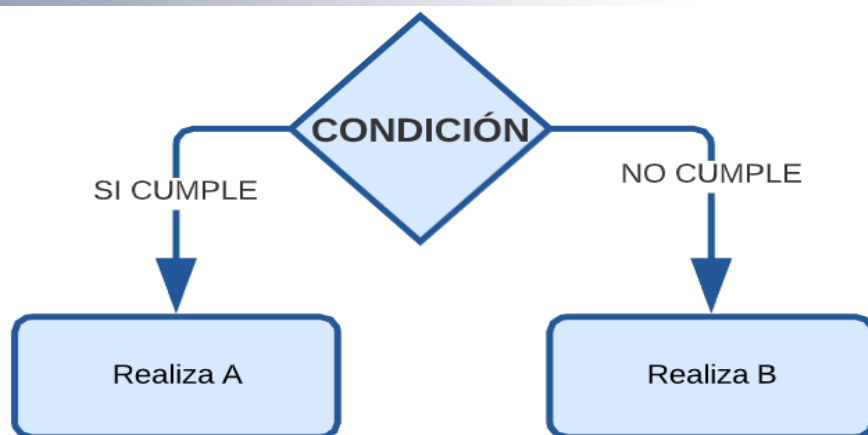 CONDICIÓN
SI CUMPLE
NO CUMPLE
Realiza A
Realiza B